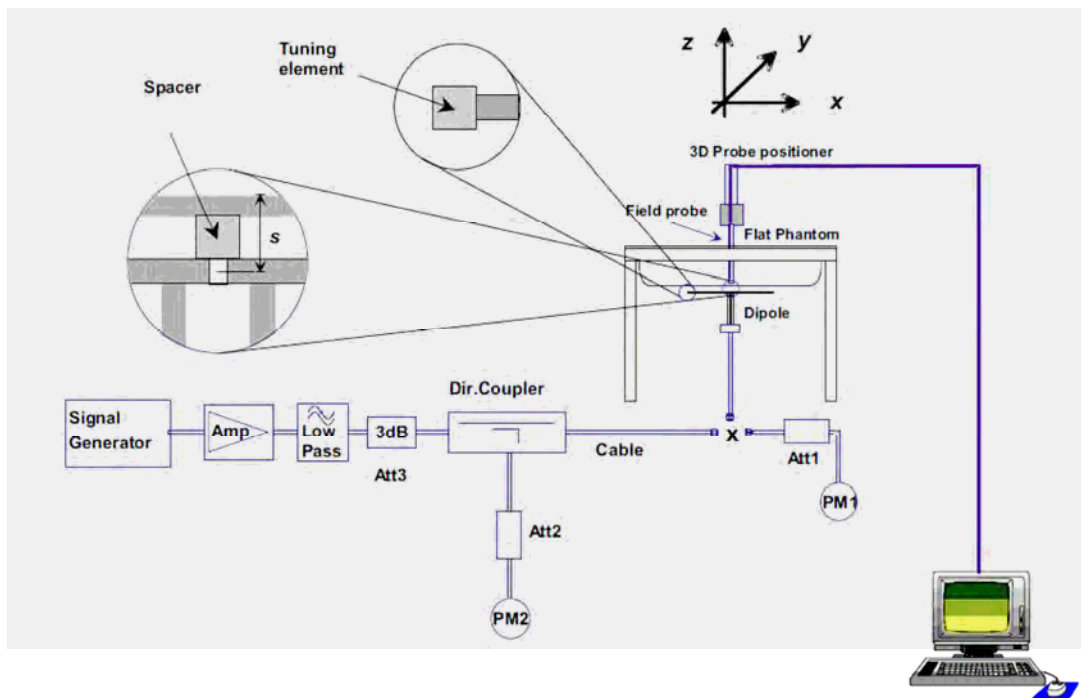 Tuning
element
Spacer
z
y
x
3D Probe positioner
Field probe
s
Flat Phantom
Dipole
Dir.Coupler
Signal
Generator
Amp
Low
Pass
3dB
Att3
Cable
x
Att1
PM1
Att2
PM2